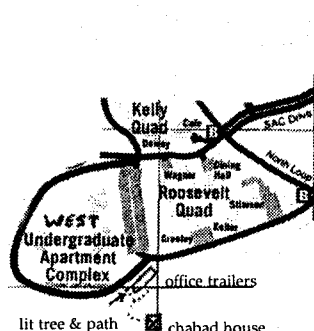 Kelly
Quad
Cafe
B
SAC Drive
Dewey
North Loop
Wagner
Dining
Hall
Roosevelt
Quad
Stimson
B
WEST
Undergraduate
Apartment
Complex
Greeley
Keller
office trailers
lit tree & path
chabad house